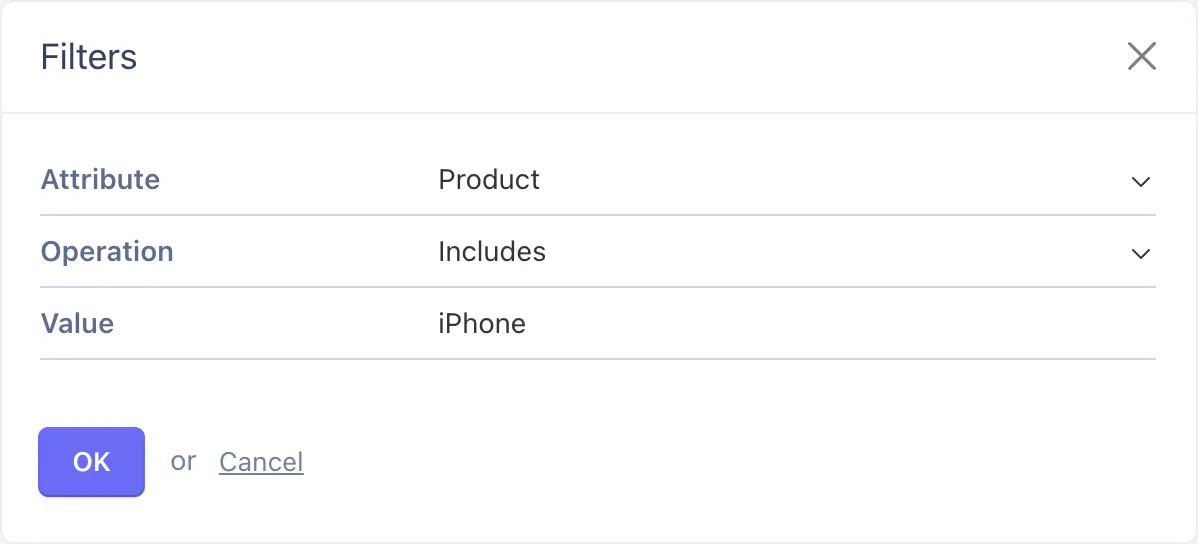 Filters
Attribute Product
Operation Includes
Value iPhone
OK or Cancel